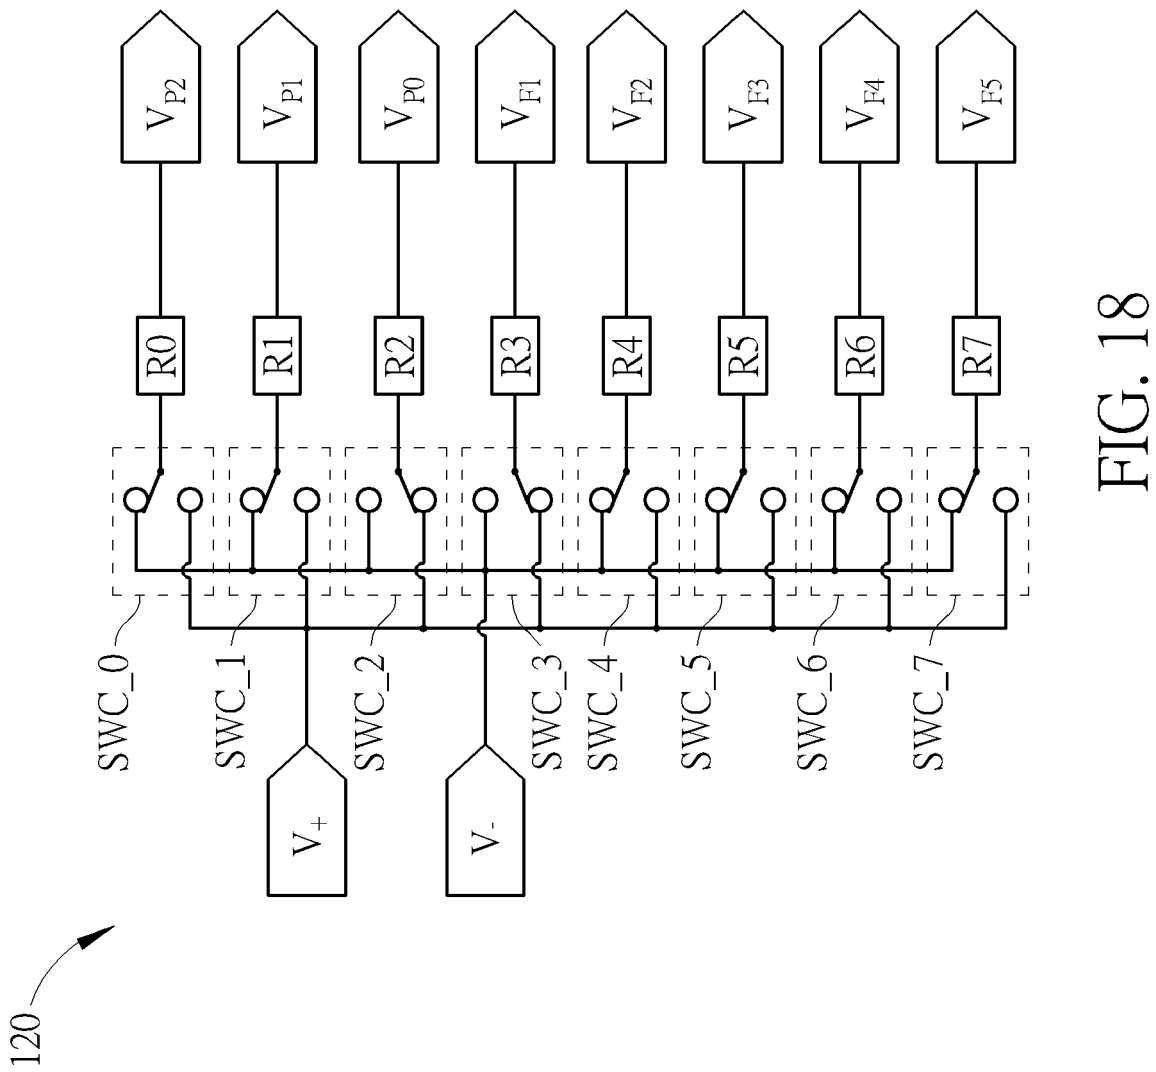 120
V+
V-
SWC_0
SWC_1
SWC_2
SWC_3
SWC_4
SWC_5
SWC_6
SWC_7
R0
R1
R2
R3
R4
R5
R6
R7
VP2
VP1
VP0
VF1
VF2
VF3
VF4
VF5
FIG. 18